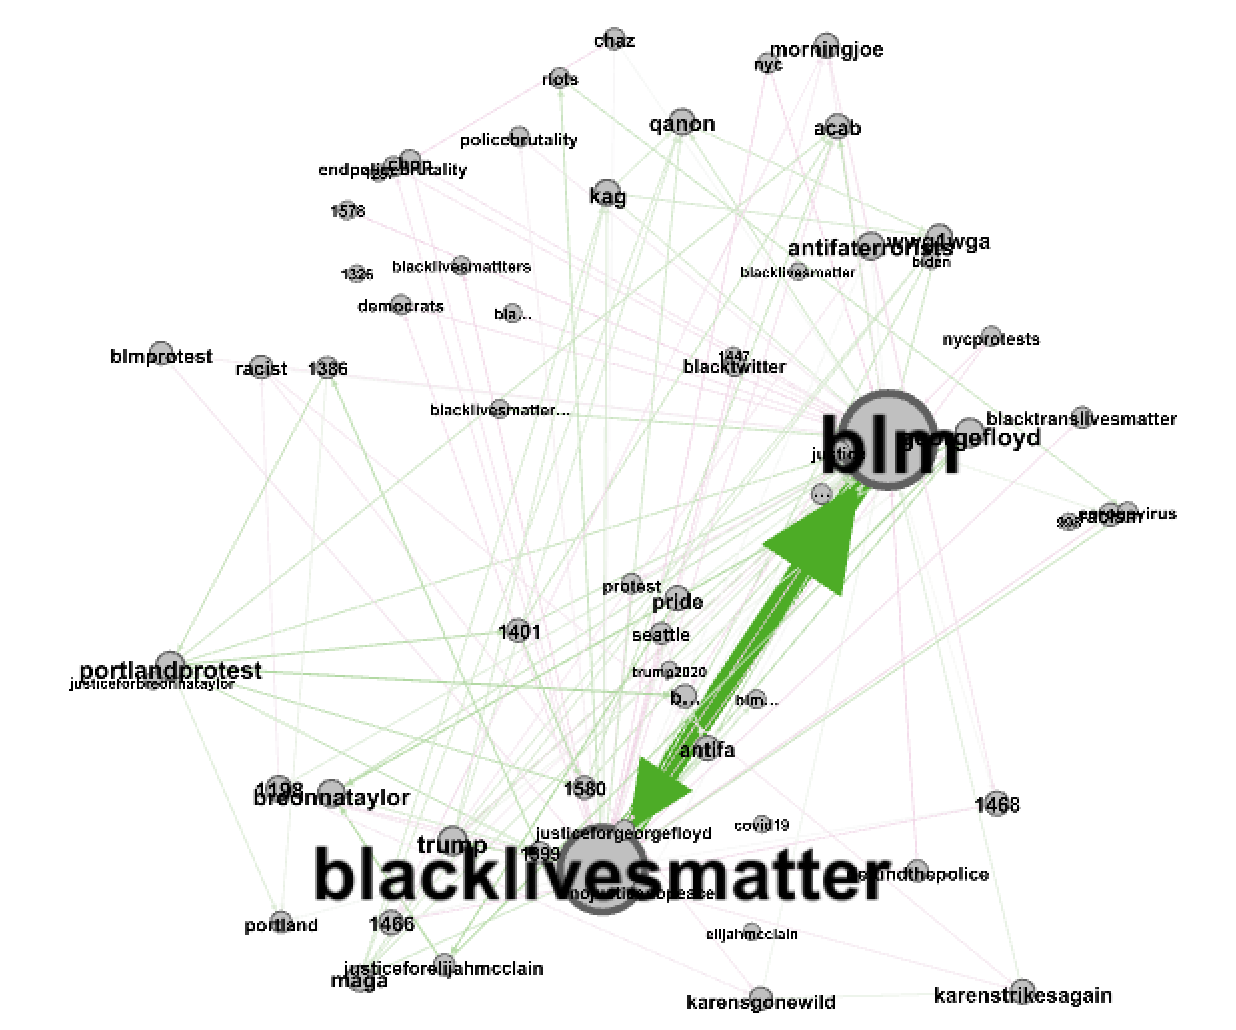 chaz
morningjoe
nyc
riots
qanon
acab
policebrutality
chop
endpolicebrutality
kag
1578
wwg1wga
antifaterrorists
biden
blacklivesmattters
blacklivesmatter
1326
democrats
bla...
nycprotests
blmprotest
racist
1386
1447
blacktwitter
blacklivesmatter...
blacktranslivesmatter
georgefloyd
blm
justice
...
coronavirus
racism
protest
pride
1401
seattle
portlandprotest
trump2020
justiceforbreonnataylor
b...
blm...
antifa
1198
breonnataylor
1580
1468
covid19
justiceforgeorgefloyd
trump
1399
blacklivesmatter
defundthepolice
nojusticenopeace
portland
1466
elijahmcclain
justiceforelijahmcclain
maga
karensgonewild
karenstrikesagain